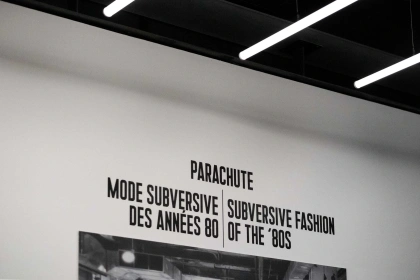 PARACHUTE
MODE SUBVERSIVE
DES ANNÉES 80
SUBVERSIVE FASHION
OF THE '80S